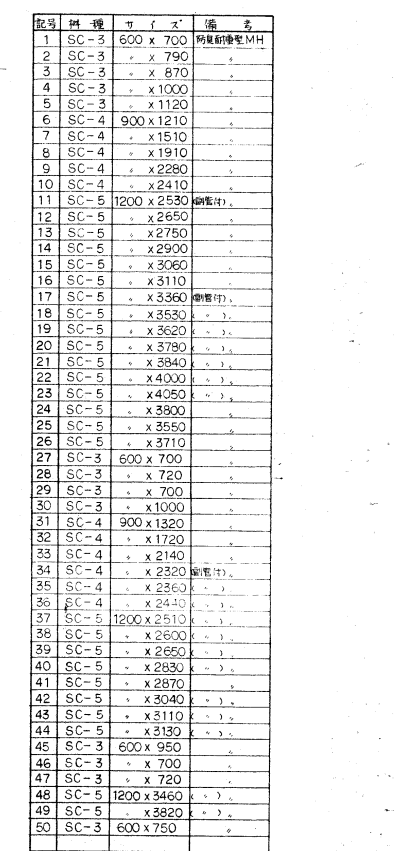 記号 桝種 サイズ 備考
1 SC-3 600 x 700 防臭耐重型MH
2 SC-3 〃 x 790 〃
3 SC-3 〃 x 870 〃
4 SC-3 〃 x1000 〃
5 SC-3 〃 x1120 〃
6 SC-4 900 x1210 〃
7 SC-4 〃 x1510 〃
8 SC-4 〃 x1910 〃
9 SC-4 〃 x2280 〃
10 SC-4 〃 x2410 〃
11 SC-5 1200 x2530 (副管付) 〃
12 SC-5 〃 x2650 〃
13 SC-5 〃 x2750 〃
14 SC-5 〃 x2900 〃
15 SC-5 〃 x3060 〃
16 SC-5 〃 x3110 〃
17 SC-5 〃 x3360 (副管付) 〃
18 SC-5 〃 x3530 ( 〃 ) 〃
19 SC-5 〃 x3620 ( 〃 ) 〃
20 SC-5 〃 x3780 ( 〃 ) 〃
21 SC-5 〃 x3840 ( 〃 ) 〃
22 SC-5 〃 x4000 ( 〃 ) 〃
23 SC-5 〃 x4050 ( 〃 ) 〃
24 SC-5 〃 x3800 〃
25 SC-5 〃 x3550 〃
26 SC-5 〃 x3710 〃
27 SC-3 600 x 700 〃
28 SC-3 〃 x 720 〃
29 SC-3 〃 x 700 〃
30 SC-3 〃 x1000 〃
31 SC-4 900 x1320 〃
32 SC-4 〃 x1720 〃
33 SC-4 〃 x2140 〃
34 SC-4 〃 x2320 (副管付) 〃
35 SC-4 〃 x2360 ( 〃 )
36 SC-4 〃 x2440 ( 〃 ) 〃
37 SC-5 1200 x2510 ( 〃 ) 〃
38 SC-5 〃 x2600 ( 〃 ) 〃
39 SC-5 〃 x2650 ( 〃 ) 〃
40 SC-5 〃 x2830 ( 〃 ) 〃
41 SC-5 〃 x2870 〃
42 SC-5 〃 x3040 ( 〃 ) 〃
43 SC-5 〃 x3110 ( 〃 ) 〃
44 SC-5 〃 x3130 ( 〃 ) 〃
45 SC-3 600 x 950 〃
46 SC-3 〃 x 700 〃
47 SC-3 〃 x 720 〃
48 SC-5 1200 x3460 ( 〃 ) 〃
49 SC-5 〃 x3820 ( 〃 ) 〃
50 SC-3 600 x750 〃